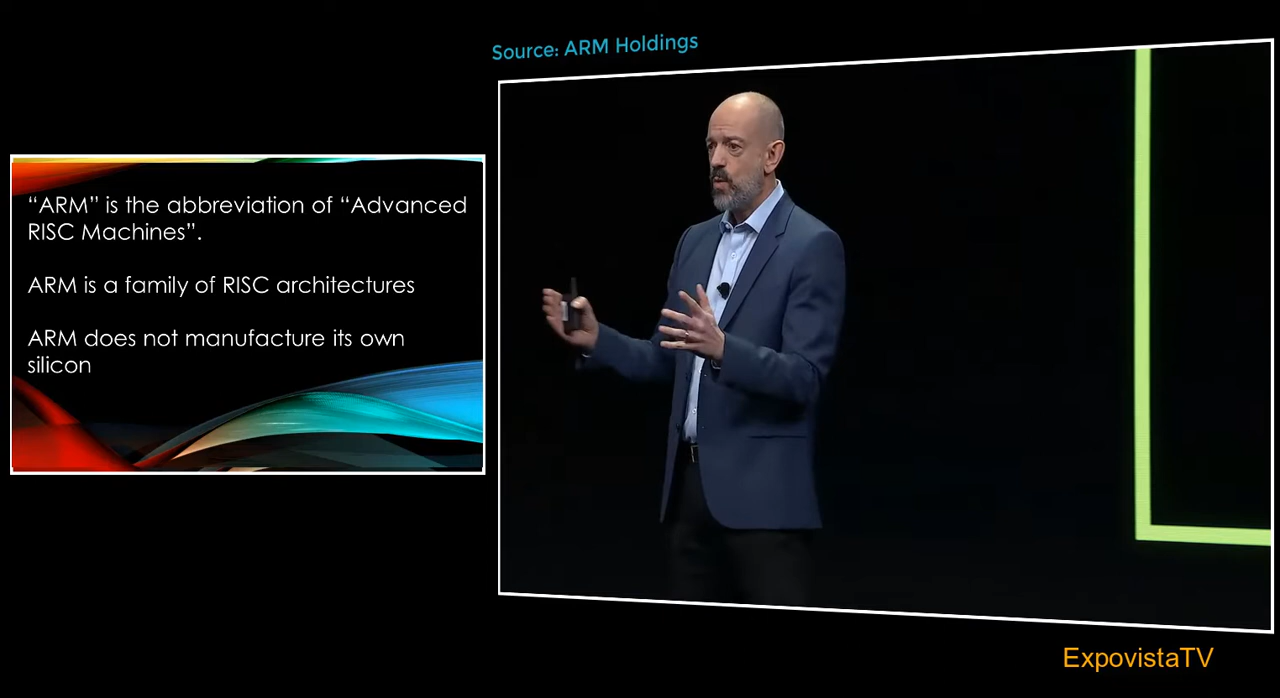 Source: ARM Holdings
“ARM” is the abbreviation of “Advanced
RISC Machines”.
ARM is a family of RISC architectures
ARM does not manufacture its own
silicon
ExpovistaTV